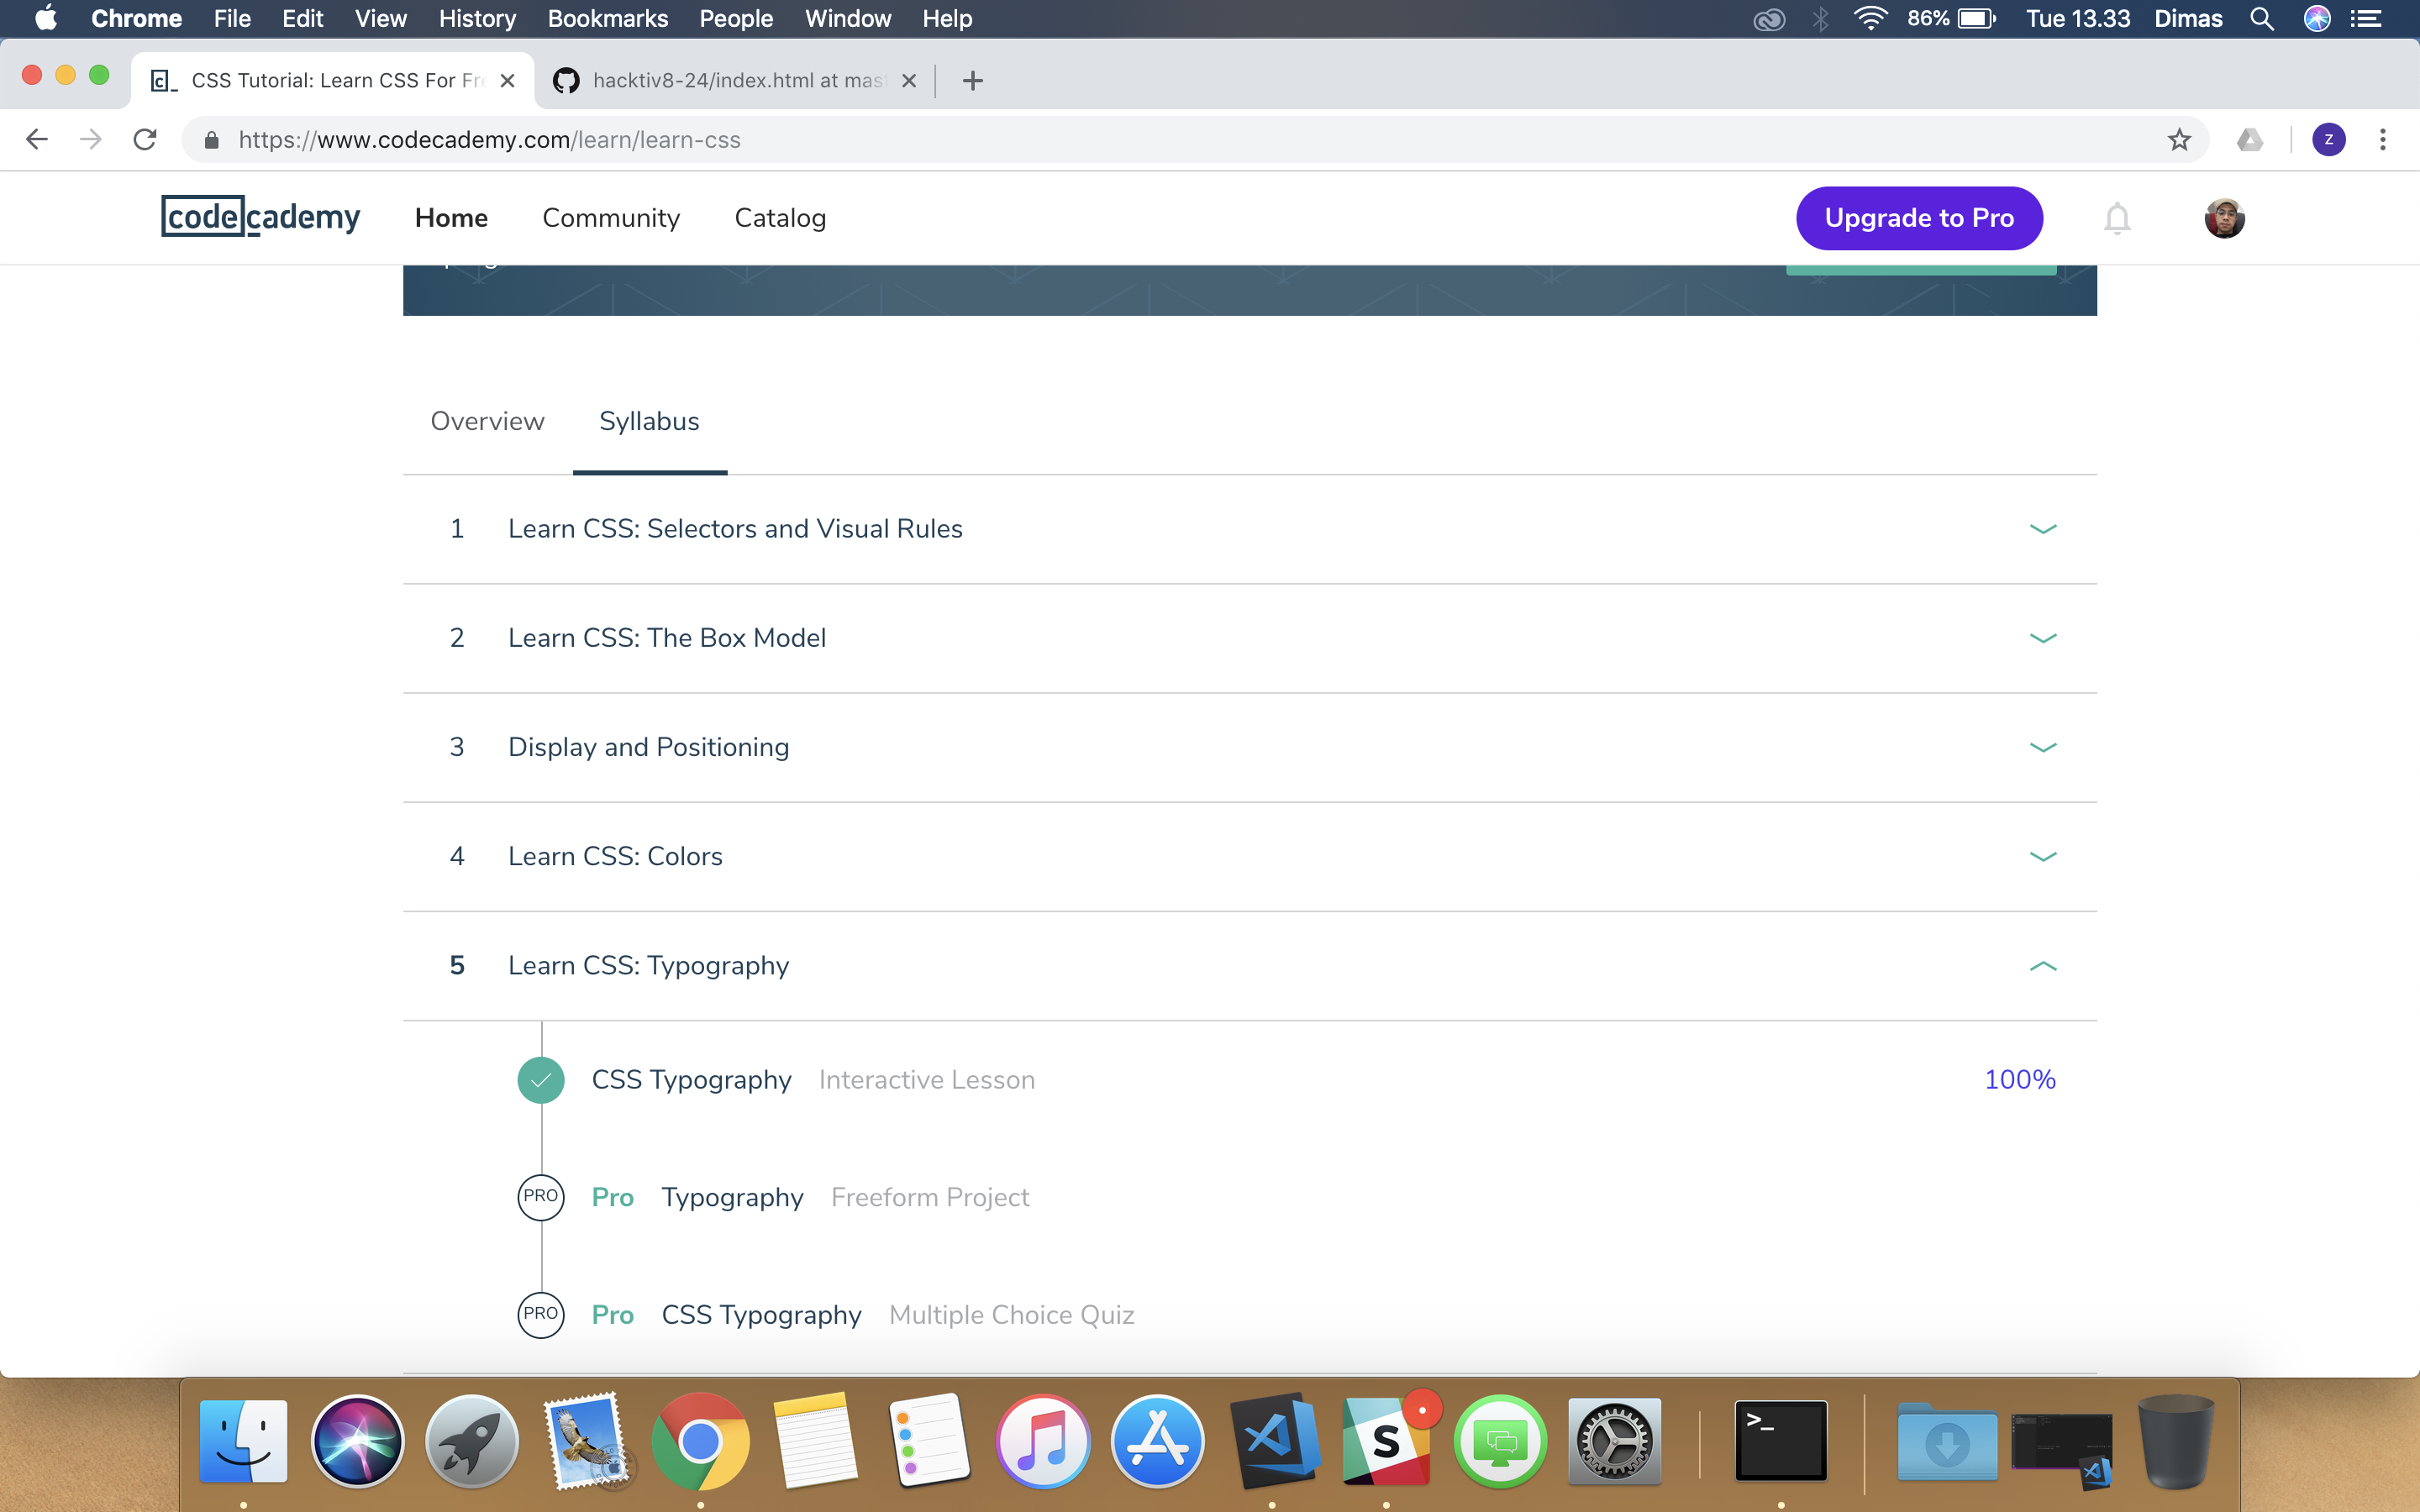 Chrome File Edit View History Bookmarks People Window Help 86% Tue 13.33 Dimas
CSS Tutorial: Learn CSS For Fre hacktiv8-24/index.html at mas
https://www.codecademy.com/learn/learn-css Z
codecademy Home Community Catalog Upgrade to Pro
Overview Syllabus
1 Learn CSS: Selectors and Visual Rules
2 Learn CSS: The Box Model
3 Display and Positioning
4 Learn CSS: Colors
5 Learn CSS: Typography
CSS Typography Interactive Lesson 100%
PRO Pro Typography Freeform Project
PRO Pro CSS Typography Multiple Choice Quiz
S >_